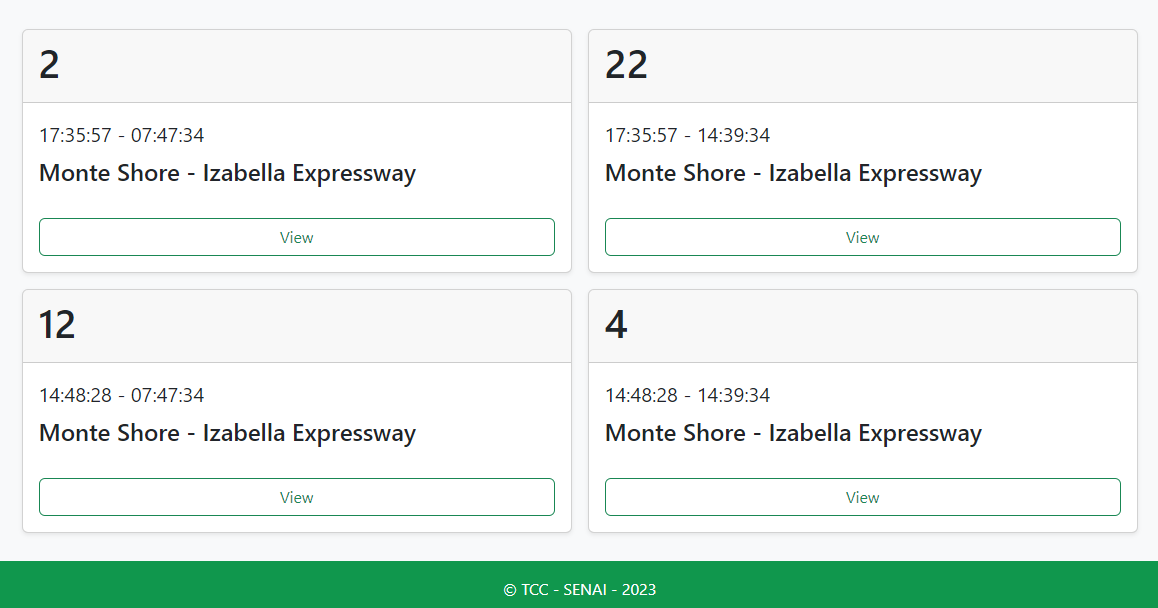 2
17:35:57 - 07:47:34
Monte Shore - Izabella Expressway
View
22
17:35:57 - 14:39:34
Monte Shore - Izabella Expressway
View
12
14:48:28 - 07:47:34
Monte Shore - Izabella Expressway
View
4
14:48:28 - 14:39:34
Monte Shore - Izabella Expressway
View
© TCC - SENAI - 2023